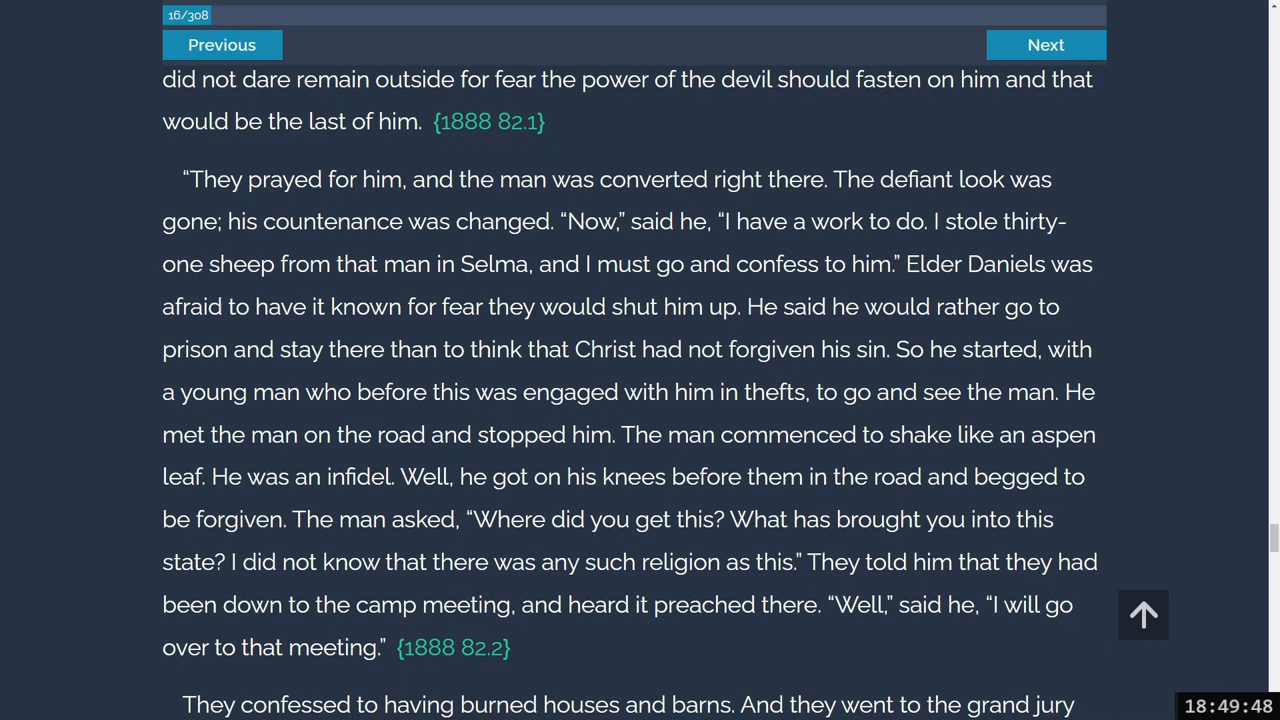 16/308
Previous
Next
did not dare remain outside for fear the power of the devil should fasten on him and that
would be the last of him. {1888 82.1}
“They prayed for him, and the man was converted right there. The defiant look was
gone; his countenance was changed. “Now,” said he, “I have a work to do. I stole thirty-
one sheep from that man in Selma, and I must go and confess to him.” Elder Daniels was
afraid to have it known for fear they would shut him up. He said he would rather go to
prison and stay there than to think that Christ had not forgiven his sin. So he started, with
a young man who before this was engaged with him in thefts, to go and see the man. He
met the man on the road and stopped him. The man commenced to shake like an aspen
leaf. He was an infidel. Well, he got on his knees before them in the road and begged to
be forgiven. The man asked, “Where did you get this? What has brought you into this
state? I did not know that there was any such religion as this.” They told him that they had
been down to the camp meeting, and heard it preached there. “Well,” said he, “I will go
over to that meeting.” {1888 82.2}
They confessed to having burned houses and barns. And they went to the grand jury
18:49:48